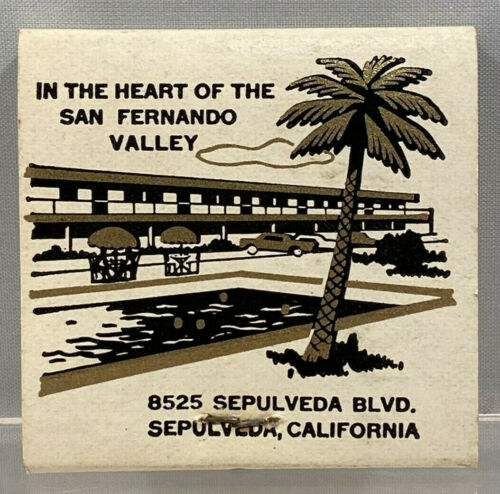 IN THE HEART OF THE
SAN FERNANDO
VALLEY
8525 SEPULVEDA BLVD.
SEPULVEDA, CALIFORNIA